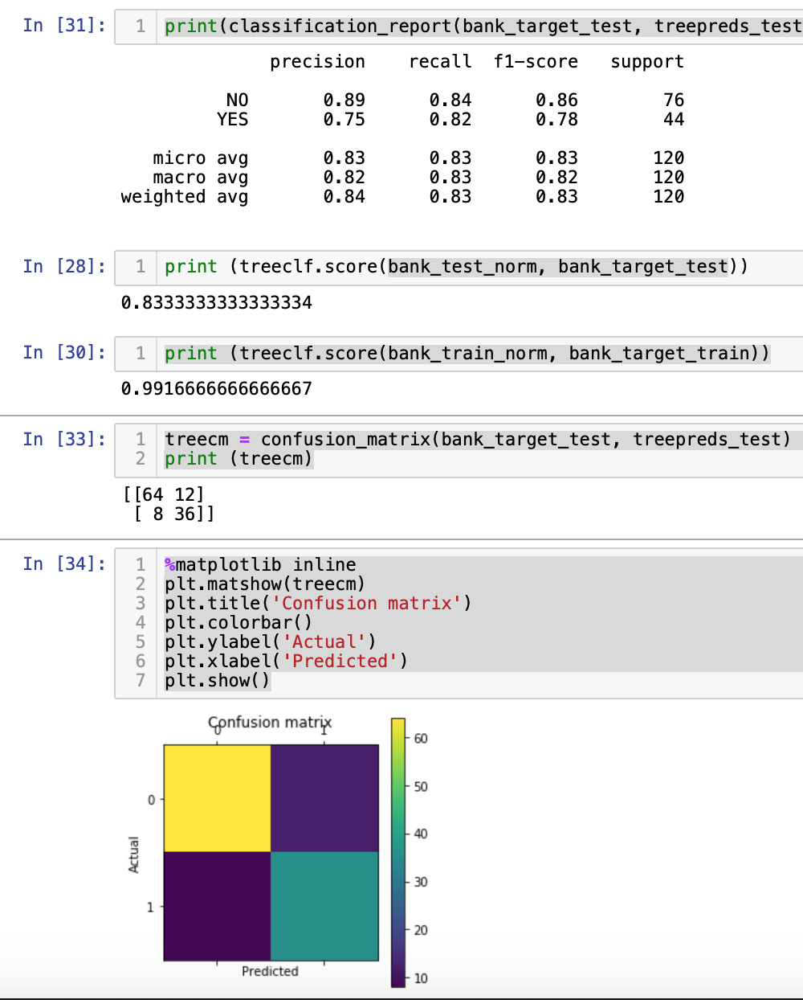 In [31]: 1 print(classification_report(bank_target_test, treepreds_test
precision recall f1-score support
NO 0.89 0.84 0.86 76
YES 0.75 0.82 0.78 44
micro avg 0.83 0.83 0.83 120
macro avg 0.82 0.83 0.82 120
weighted avg 0.84 0.83 0.83 120
In [28]: 1 print (treeclf.score(bank_test_norm, bank_target_test))
0.8333333333333334
In [30]: 1 print (treeclf.score(bank_train_norm, bank_target_train))
0.9916666666666667
In [33]: 1 treecm = confusion_matrix(bank_target_test, treepreds_test)
2 print (treecm)
[[64 12]
[ 8 36]]
In [34]: 1 %matplotlib inline
2 plt.matshow(treecm)
3 plt.title('Confusion matrix')
4 plt.colorbar()
5 plt.ylabel('Actual')
6 plt.xlabel('Predicted')
7 plt.show()
Confusion matrix
0 1
60
50
0
40
Actual
30
1
20
Predicted
10